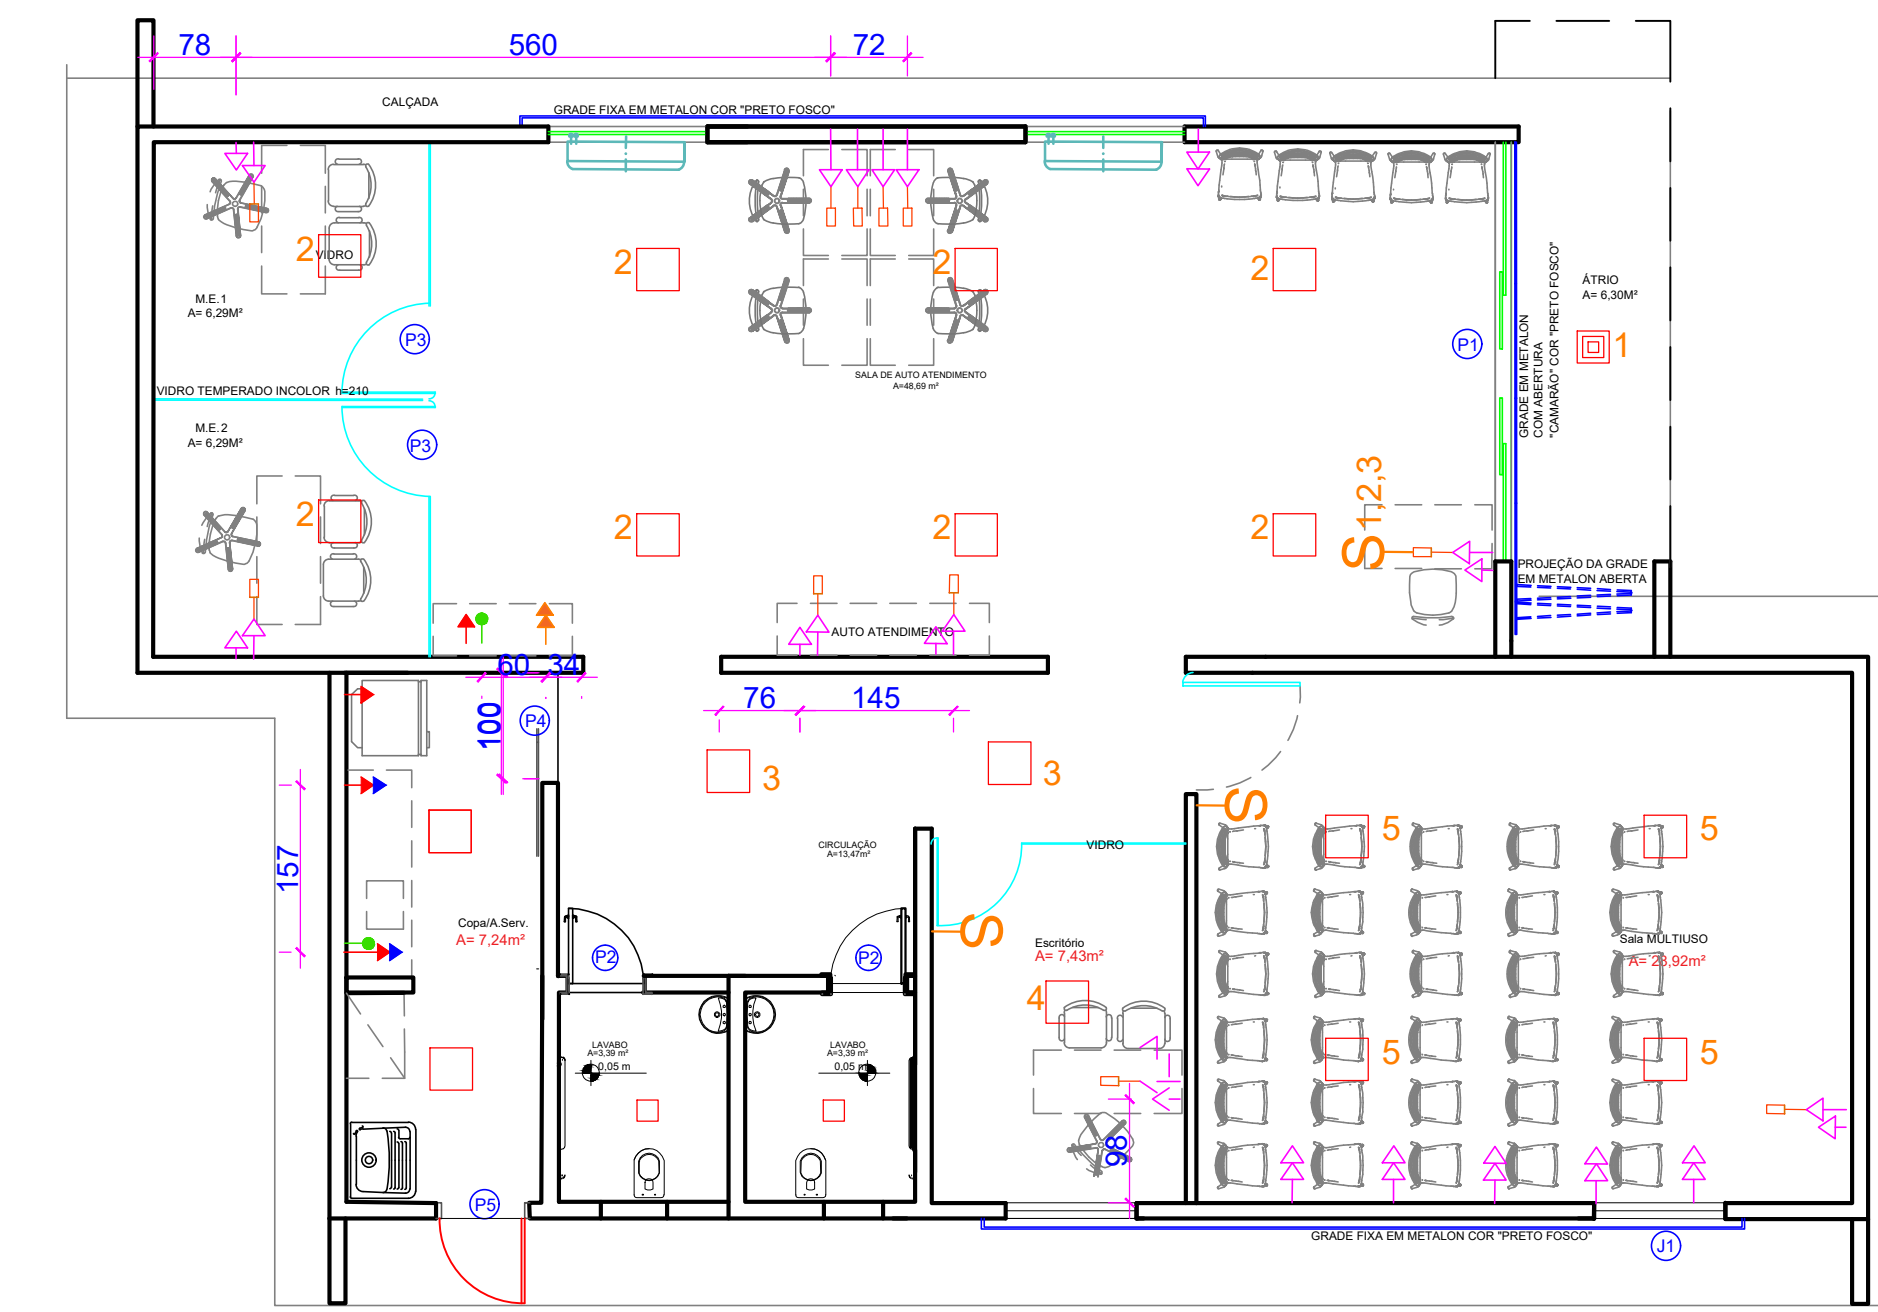 78
560
72
CALÇADA
GRADE FIXA EM METALON COR "PRETO FOSCO"
2
VIDRO
M.E.1
A= 6,29M²
2
2
2
ÁTRIO
A= 6,30M²
1
P3
P1
GRADE EM METALON
COM ABERTURA
"CAMARÃO" COR "PRETO FOSCO"
VIDRO TEMPERADO INCOLOR h=210
SALA DE AUTO ATENDIMENTO
A=48,69 m²
M.E.2
A= 6,29M²
P3
2
2
2
2
S1,2,3
PROJEÇÃO DA GRADE
EM METALON ABERTA
AUTO ATENDIMENTO
60
34
100
P4
76
145
3
3
157
S
CIRCULAÇÃO
A=13,47m²
VIDRO
5
5
Copa/A.Serv.
A= 7,24m²
P2
P2
S
Escritório
A= 7,43m²
Sala MULTIUSO
A= 28,92m²
4
LAVABO
A=3,39 m²
0,05 m
LAVABO
A=3,39 m²
0,05 m
5
5
98
P5
GRADE FIXA EM METALON COR "PRETO FOSCO"
J1